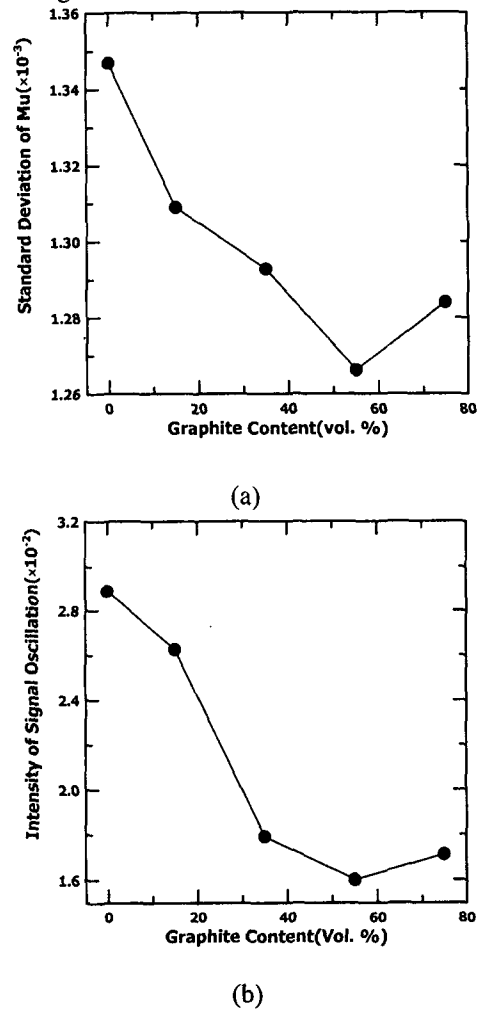 1.36
1.34
1.32
1.30
1.28
1.26
Standard Deviation of Mu(×10⁻³)
0 20 40 60 80
Graphite Content(vol. %)
(a)
3.2
2.8
2.4
2.0
1.6
Intensity of Signal Oscillation(×10⁻²)
0 20 40 60 80
Graphite Content(Vol. %)
(b)